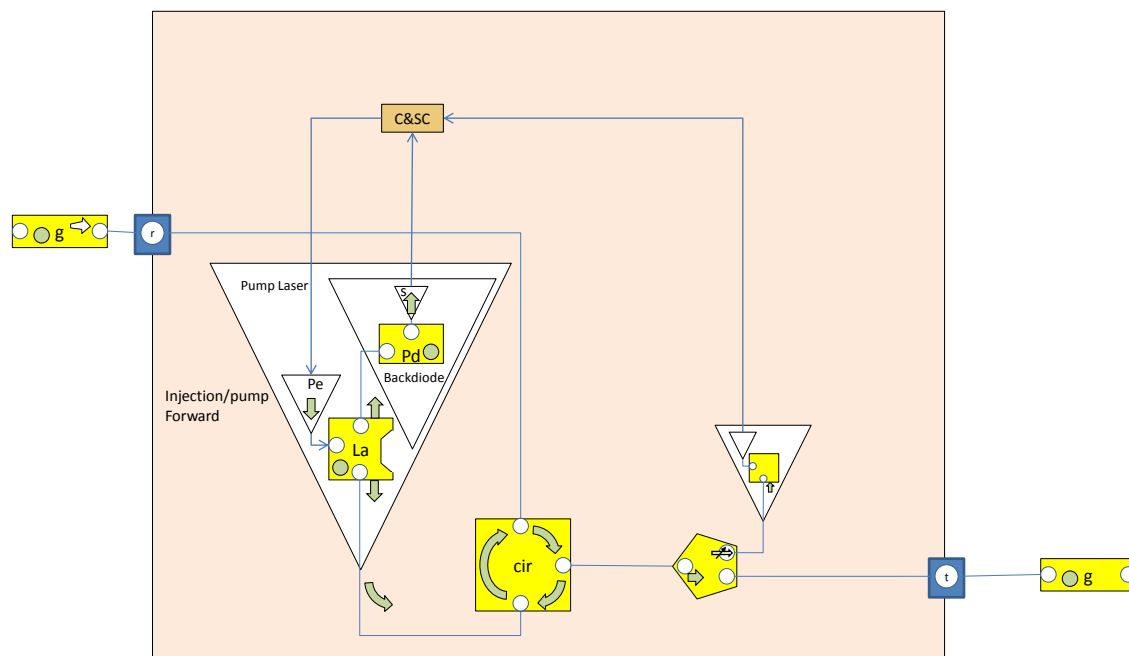 C&SC
g
r
Pump Laser
S
Pd
Backdiode
Pe
Injection/pump
Forward
La
cir
t
g